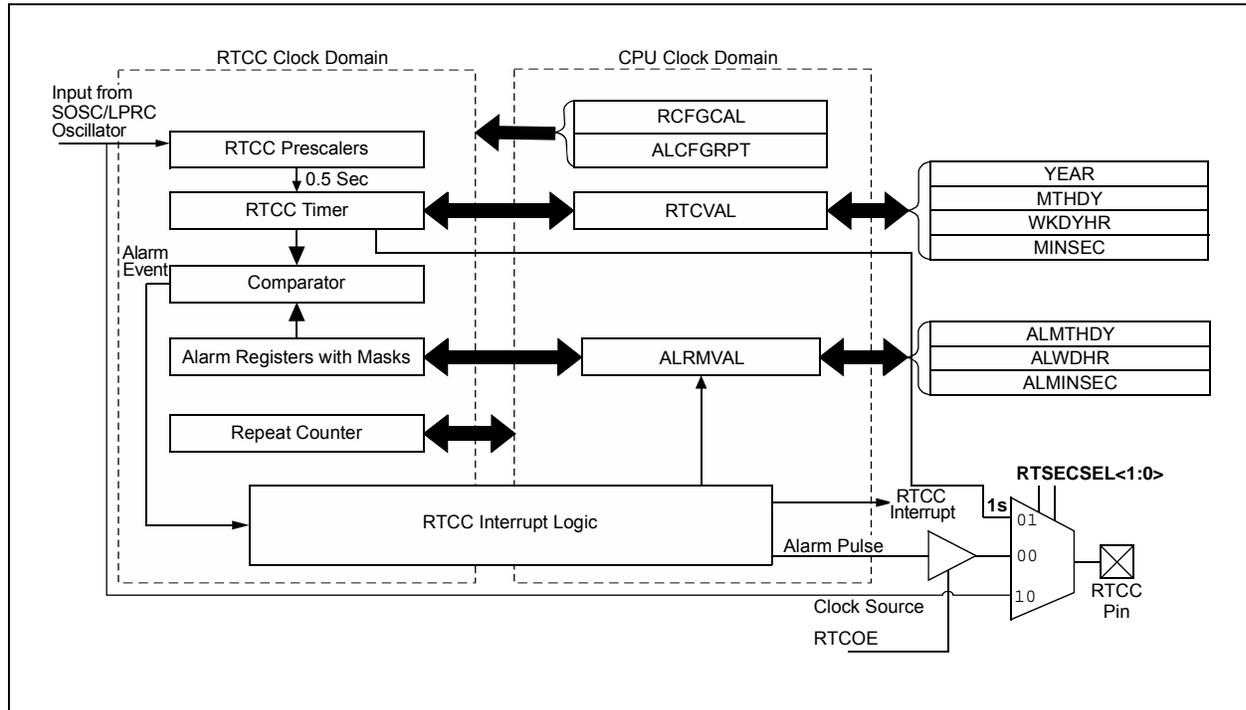 RTCC Clock Domain
CPU Clock Domain
Input from
SOSC/LPRC
Oscillator
RCFGCAL
ALCFGRPT
RTCC Prescalers
0.5 Sec
RTCC Timer
RTCVAL
YEAR
MTHDY
WKDYHR
MINSEC
Alarm
Event
Comparator
Alarm Registers with Masks
ALRMVAL
ALMTHDY
ALWDHR
ALMINSEC
Repeat Counter
RTSECSEL<1:0>
RTCC Interrupt Logic
RTCC
Interrupt
1s
01
Alarm Pulse
00
Clock Source
10
RTCC
Pin
RTCOE